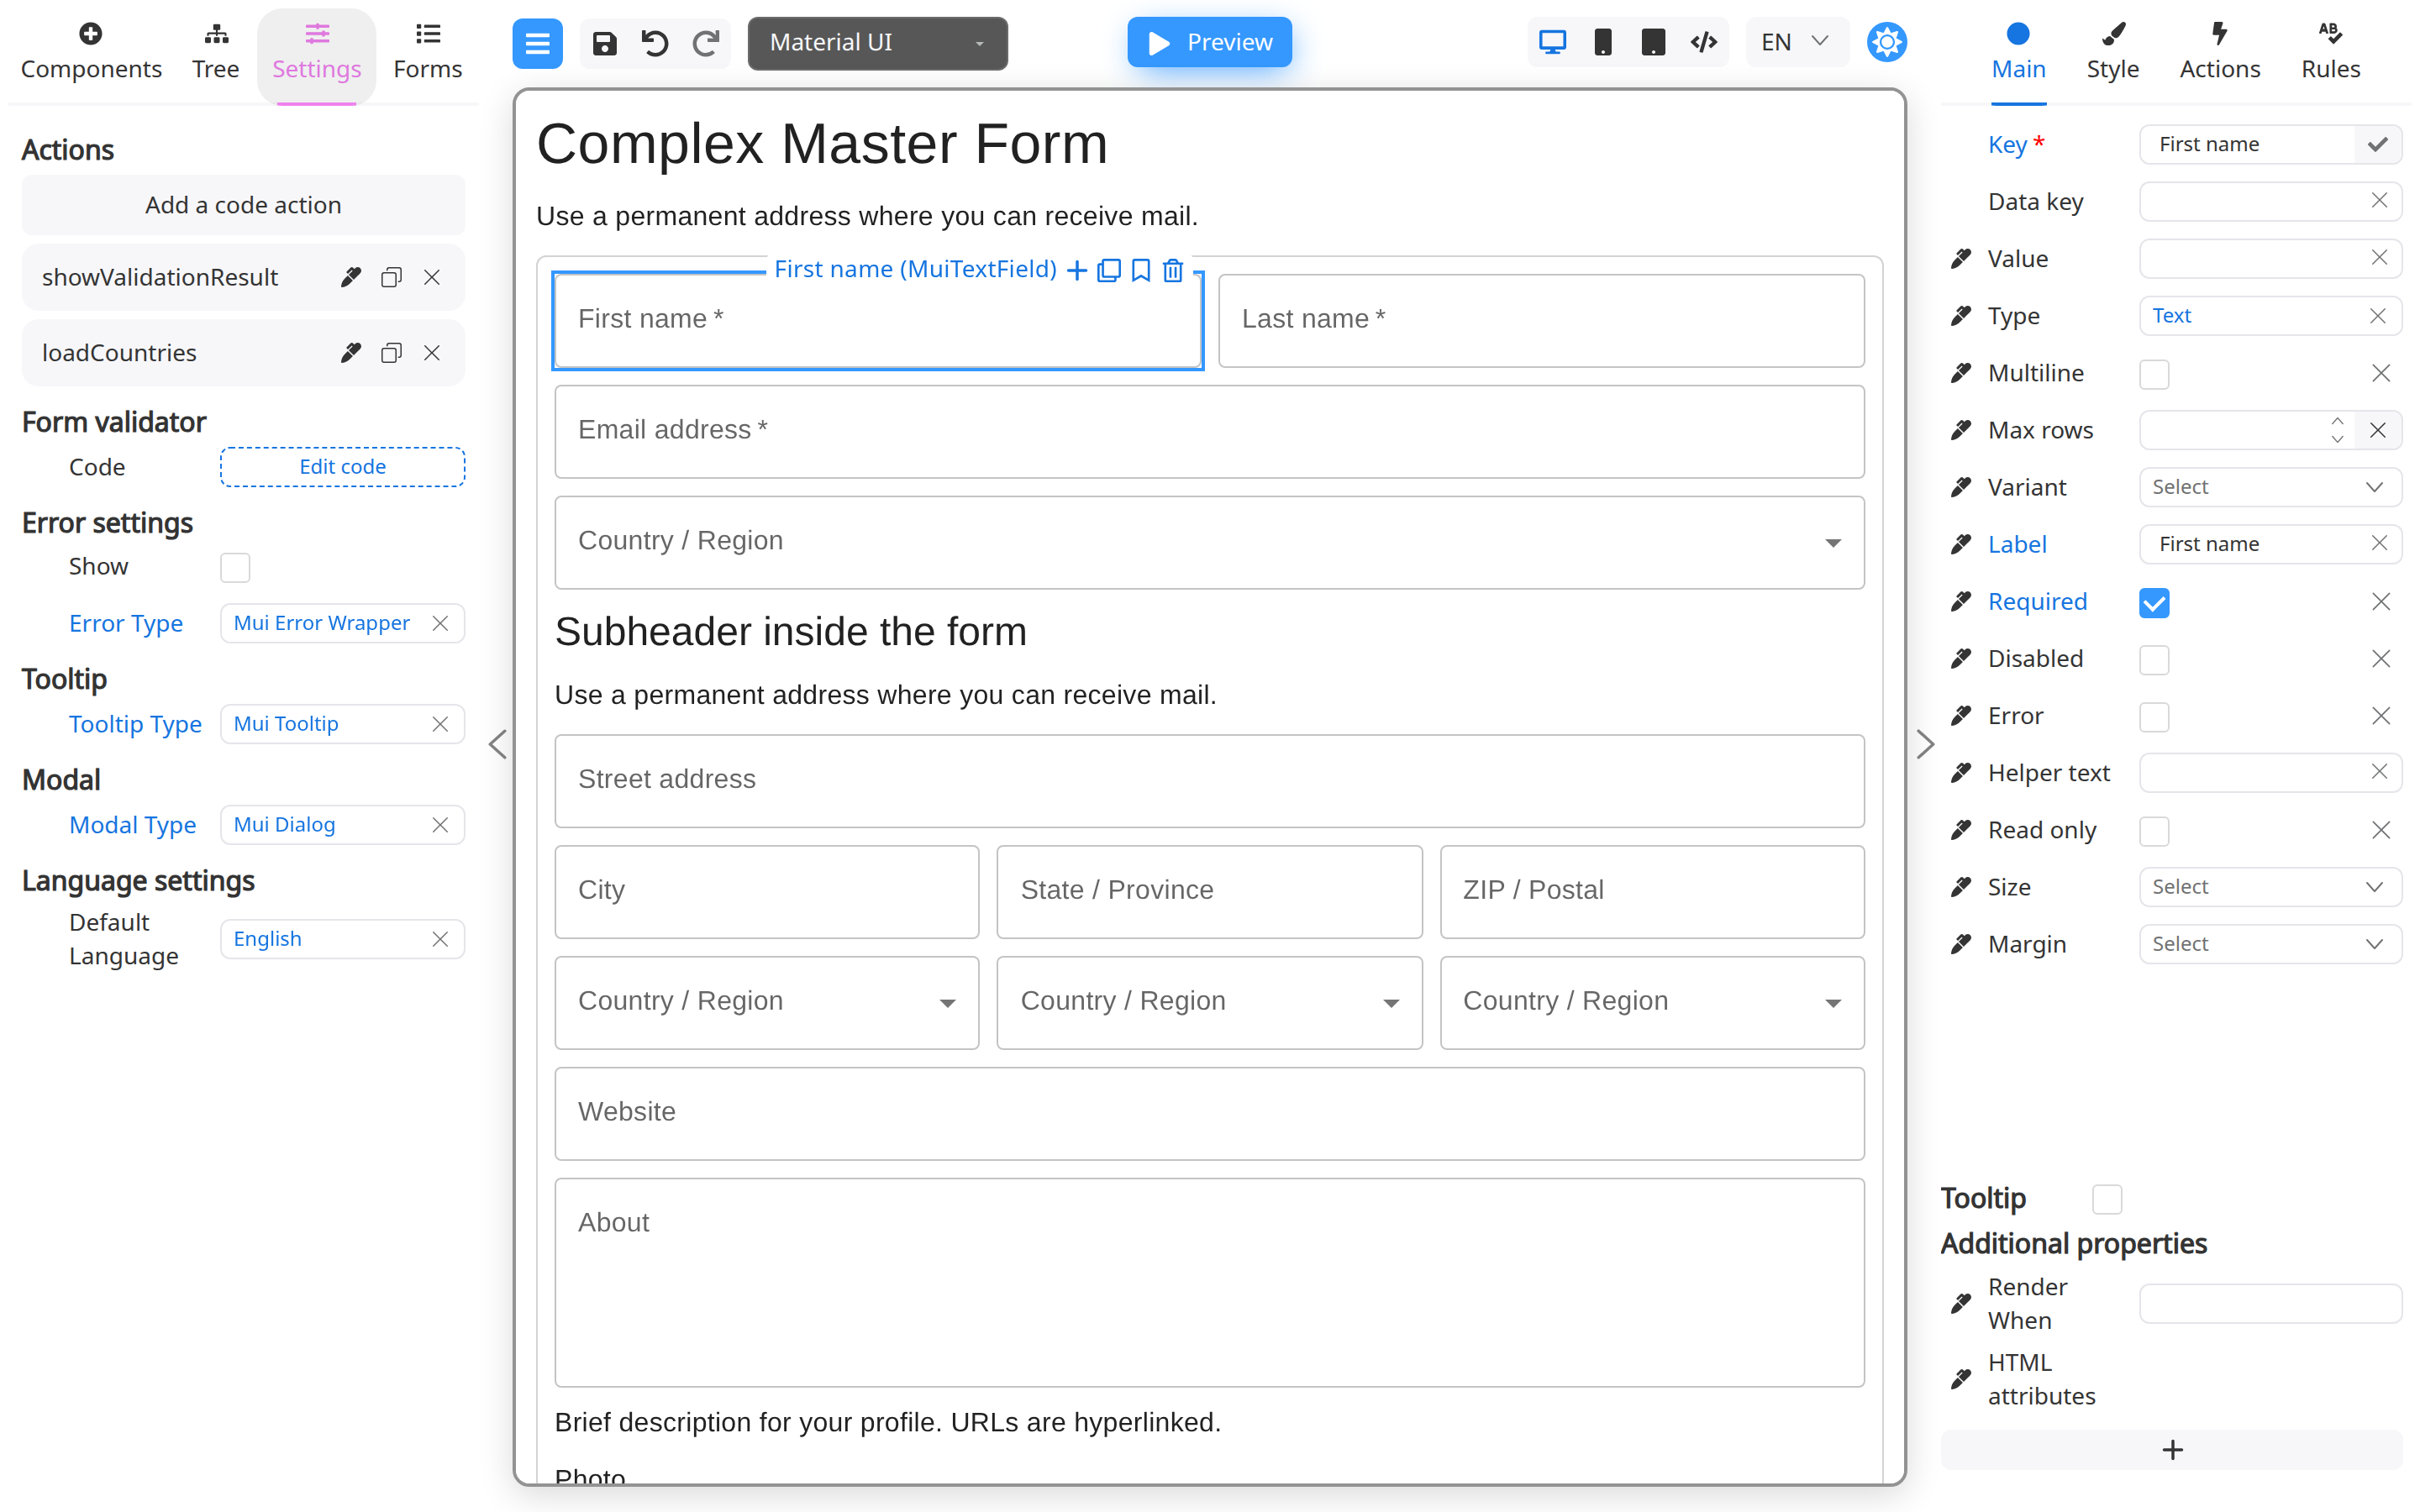 Components
Tree
Settings
Forms
Material UI
Preview
EN
Main
Style
Actions
AB
Rules
Actions
Add a code action
showValidationResult
loadCountries
Form validator
Code
Edit code
Error settings
Show
Error Type
Mui Error Wrapper
Tooltip
Tooltip Type
Mui Tooltip
Modal
Modal Type
Mui Dialog
Language settings
Default
Language
English
Complex Master Form
Use a permanent address where you can receive mail.
First name (MuiTextField)
First name *
Last name *
Email address *
Country / Region
Subheader inside the form
Use a permanent address where you can receive mail.
Street address
City
State / Province
ZIP / Postal
Country / Region
Country / Region
Country / Region
Website
About
Brief description for your profile. URLs are hyperlinked.
Photo
Key *
First name
Data key
Value
Type
Text
Multiline
Max rows
Variant
Select
Label
First name
Required
Disabled
Error
Helper text
Read only
Size
Select
Margin
Select
Tooltip
Additional properties
Render
When
HTML
attributes